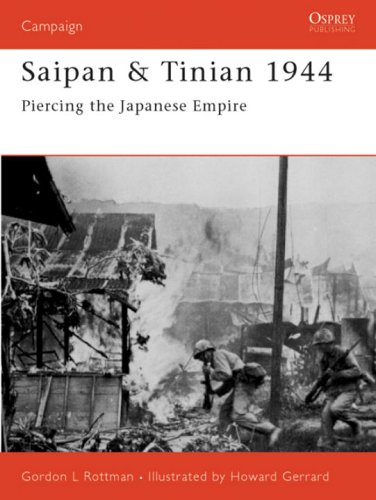 Campaign
OSPREY
PUBLISHING
Saipan & Tinian 1944
Piercing the Japanese Empire
Gordon L Rottman • Illustrated by Howard Gerrard